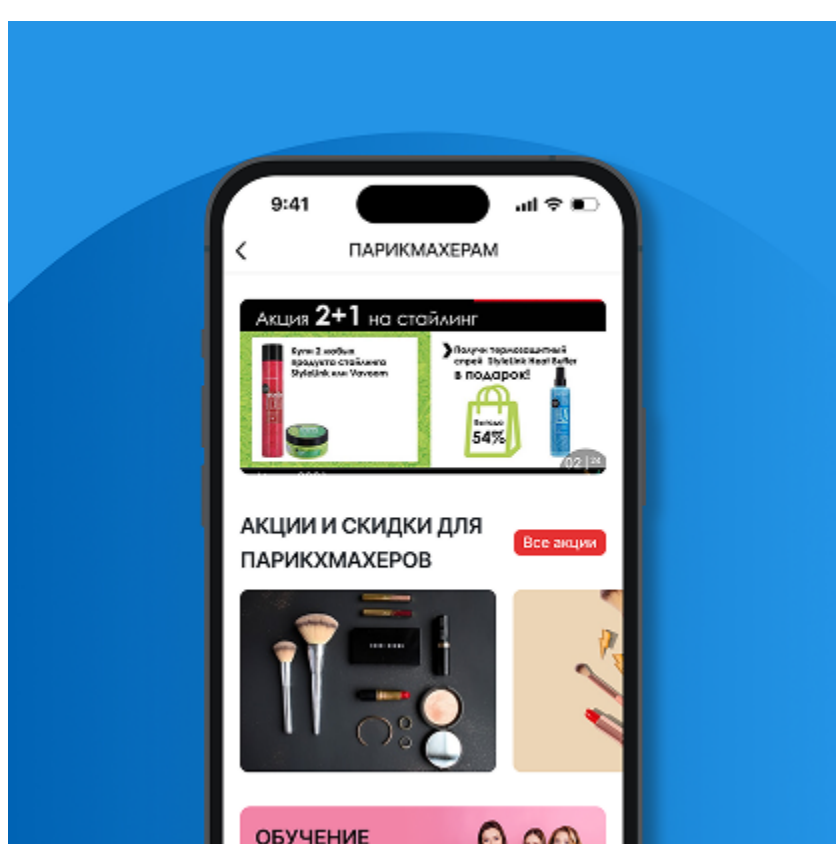 9:41
ПАРИКМАХЕРАМ
Акция 2+1 на стайлинг
Купи 2 любых
продукта стайлинга
StyleLink или Vavoom
Получи термозащитный
спрей StyleLink Heat Buffer
в подарок!
Выгода
54%
02 | 24
АКЦИИ И СКИДКИ ДЛЯ
ПАРИКХМАХЕРОВ
Все акции
ОБУЧЕНИЕ